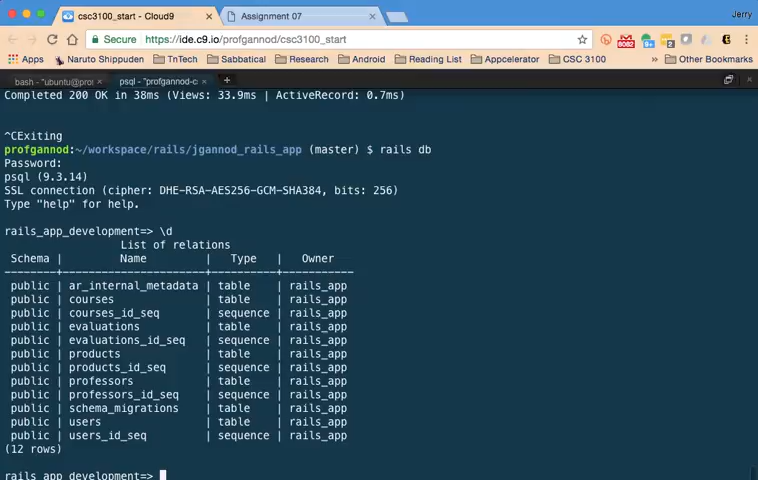 csc3100_start - Cloud9
Assignment 07
Jerry
Secure
https://ide.c9.io/profgannod/csc3100_start
Apps
Naruto Shippuden
TnTech
Sabbatical
Research
Android
Reading List
Appcelerator
CSC 3100
»
Other Bookmarks
bash - "ubuntu@pro
psql - "profgannod-c
Completed 200 OK in 38ms (Views: 33.9ms | ActiveRecord: 0.7ms)
^CExiting
profgannod:~/workspace/rails/jgannod_rails_app (master) $ rails db
Password:
psql (9.3.14)
SSL connection (cipher: DHE-RSA-AES256-GCM-SHA384, bits: 256)
Type "help" for help.
rails_app_development=> \d
List of relations
Schema | Name | Type | Owner
--------+----------------------+----------+-----------
public | ar_internal_metadata | table | rails_app
public | courses | table | rails_app
public | courses_id_seq | sequence | rails_app
public | evaluations | table | rails_app
public | evaluations_id_seq | sequence | rails_app
public | products | table | rails_app
public | products_id_seq | sequence | rails_app
public | professors | table | rails_app
public | professors_id_seq | sequence | rails_app
public | schema_migrations | table | rails_app
public | users | table | rails_app
public | users_id_seq | sequence | rails_app
(12 rows)
rails_app_development=>